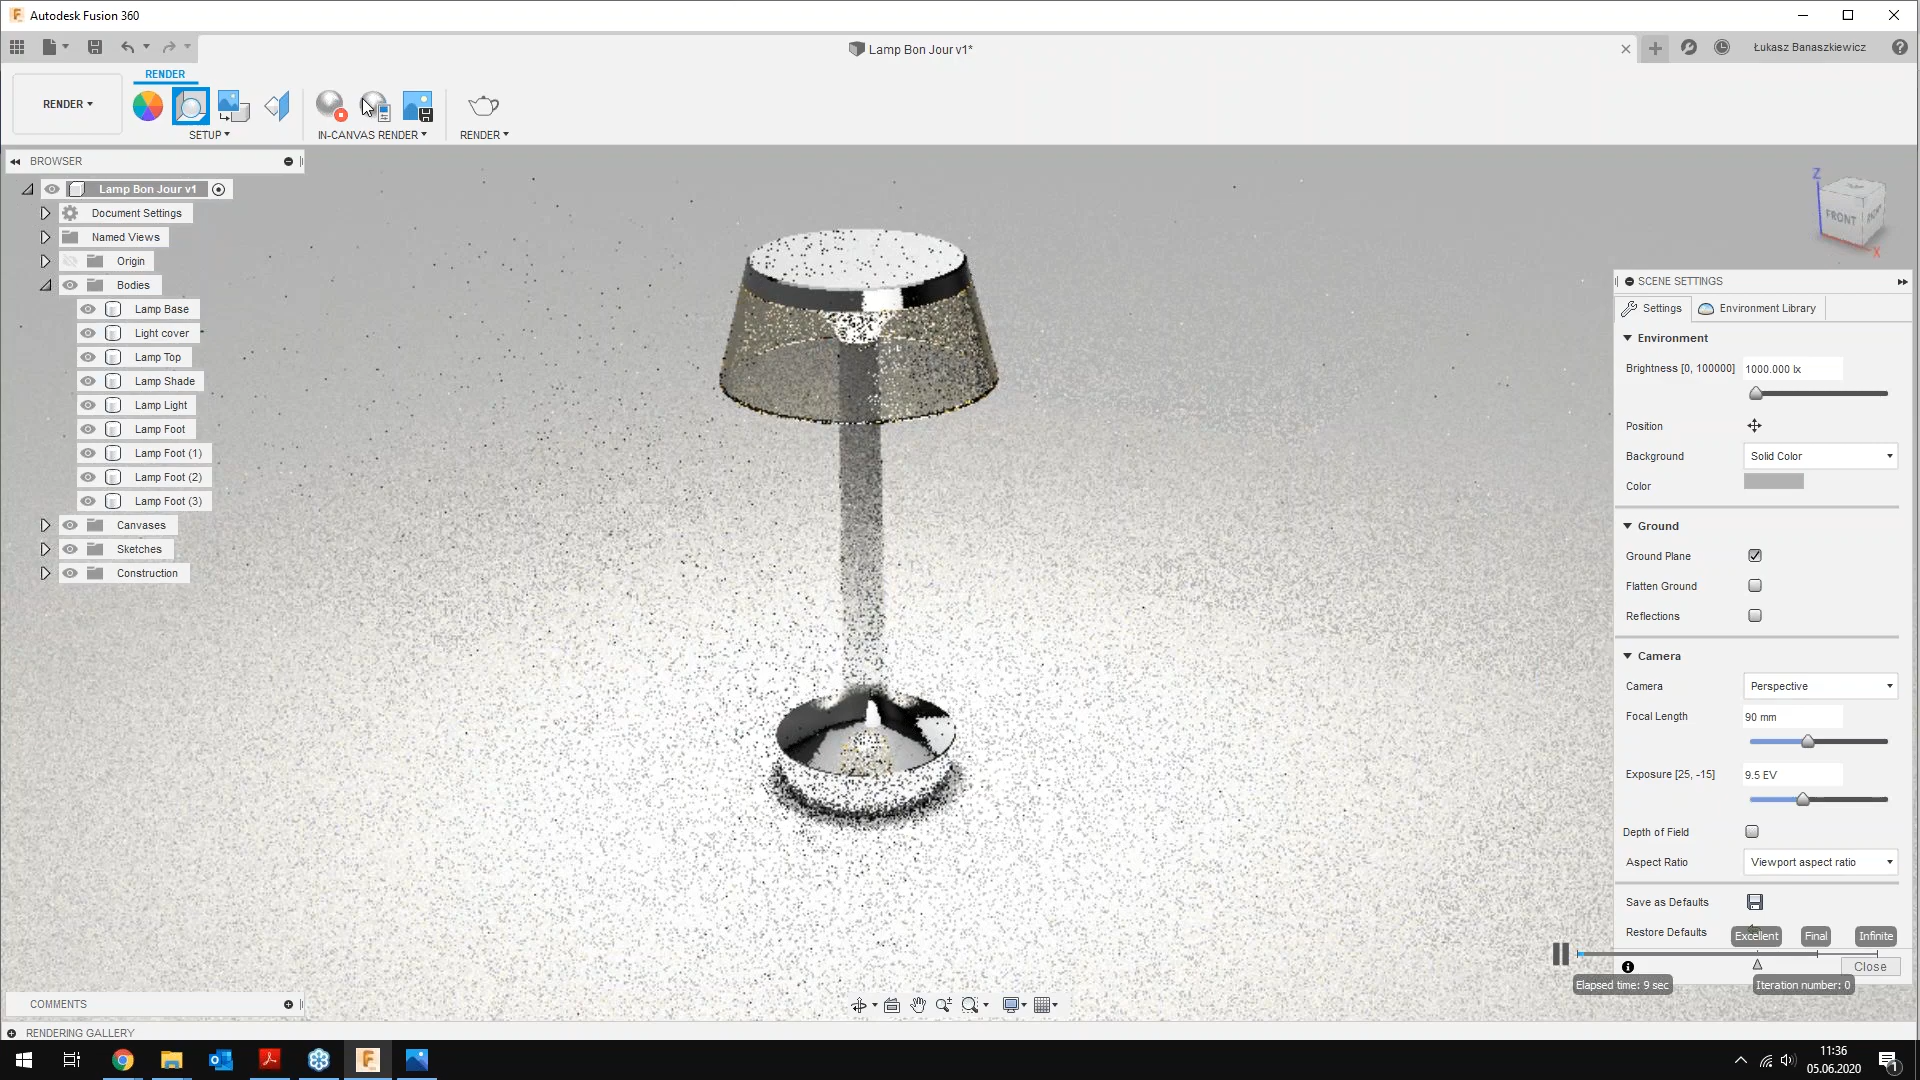 Autodesk Fusion 360
Lamp Bon Jour v1*
Łukasz Banaszkiewicz
RENDER
RENDER
SETUP
IN-CANVAS RENDER
RENDER
BROWSER
Lamp Bon Jour v1
Document Settings
Named Views
Origin
Bodies
Lamp Base
Light cover
Lamp Top
Lamp Shade
Lamp Light
Lamp Foot
Lamp Foot (1)
Lamp Foot (2)
Lamp Foot (3)
Canvases
Sketches
Construction
Z
FRONT
X
SCENE SETTINGS
Settings
Environment Library
Environment
Brightness [0, 100000] 1000.000 lx
Position
Background Solid Color
Color
Ground
Ground Plane
Flatten Ground
Reflections
Camera
Camera Perspective
Focal Length 90 mm
Exposure [25, -15] 9.5 EV
Depth of Field
Aspect Ratio Viewport aspect ratio
Save as Defaults
Restore Defaults
Excellent Final Infinite
Close
Elapsed time: 9 sec Iteration number: 0
COMMENTS
RENDERING GALLERY
11:36
05.06.2020
1